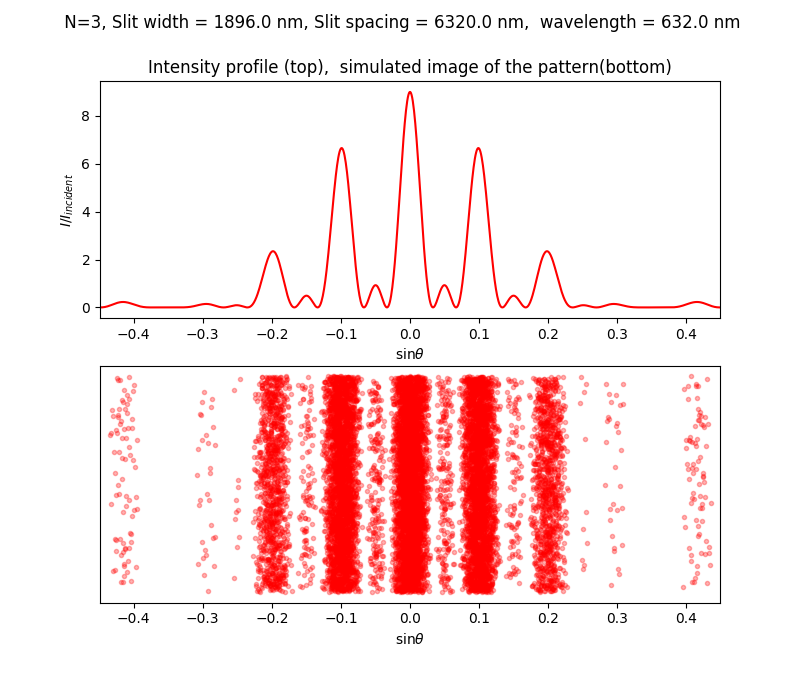 N=3, Slit width = 1896.0 nm, Slit spacing = 6320.0 nm,  wavelength = 632.0 nm
Intensity profile (top),  simulated image of the pattern(bottom)
8
6
4
2
0
I/I_incident
−0.4 −0.3 −0.2 −0.1 0.0 0.1 0.2 0.3 0.4
sinθ
−0.4 −0.3 −0.2 −0.1 0.0 0.1 0.2 0.3 0.4
sinθ